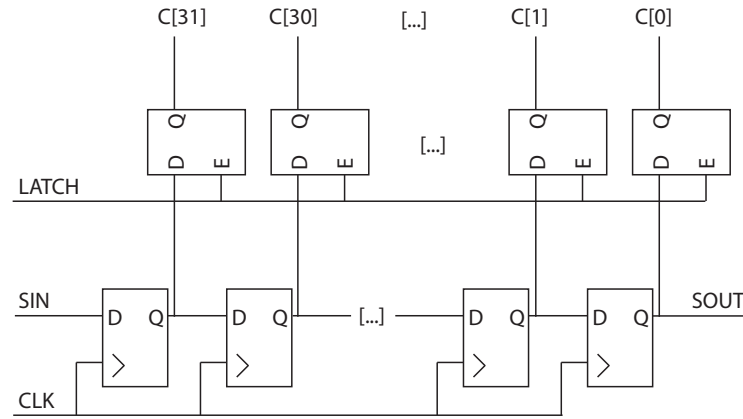 C[31] C[30] [...] C[1] C[0]
Q Q Q Q
[...]
D E D E D E D E
LATCH
SIN D Q D Q [...] D Q D Q SOUT
CLK